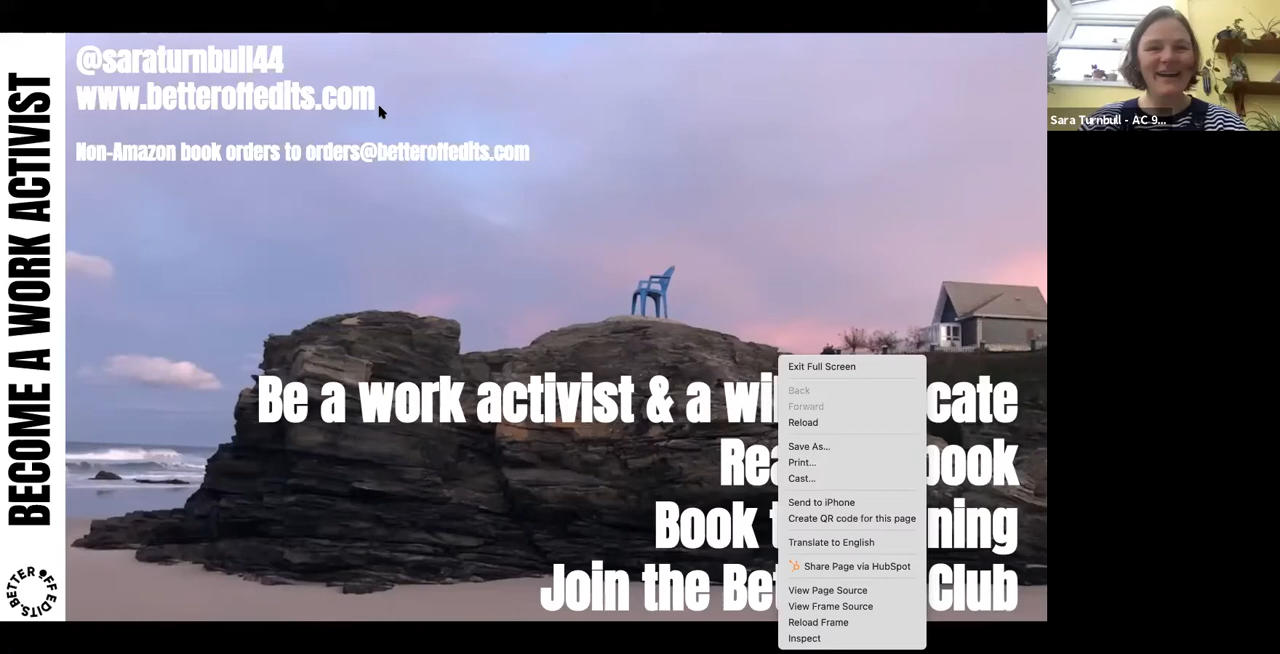 @saraturnbull44
www.betteroffedits.com
Non-Amazon book orders to orders@betteroffedits.com
BECOME A WORK ACTIVIST
BETTER OFF EDITS.
Sara Turnbull - AC 9...
Be a work activist & a wi cate
Rea book
Book t ning
Join the Bet Club
Exit Full Screen
Back
Forward
Reload
Save As...
Print...
Cast...
Send to iPhone
Create QR code for this page
Translate to English
Share Page via HubSpot
View Page Source
View Frame Source
Reload Frame
Inspect